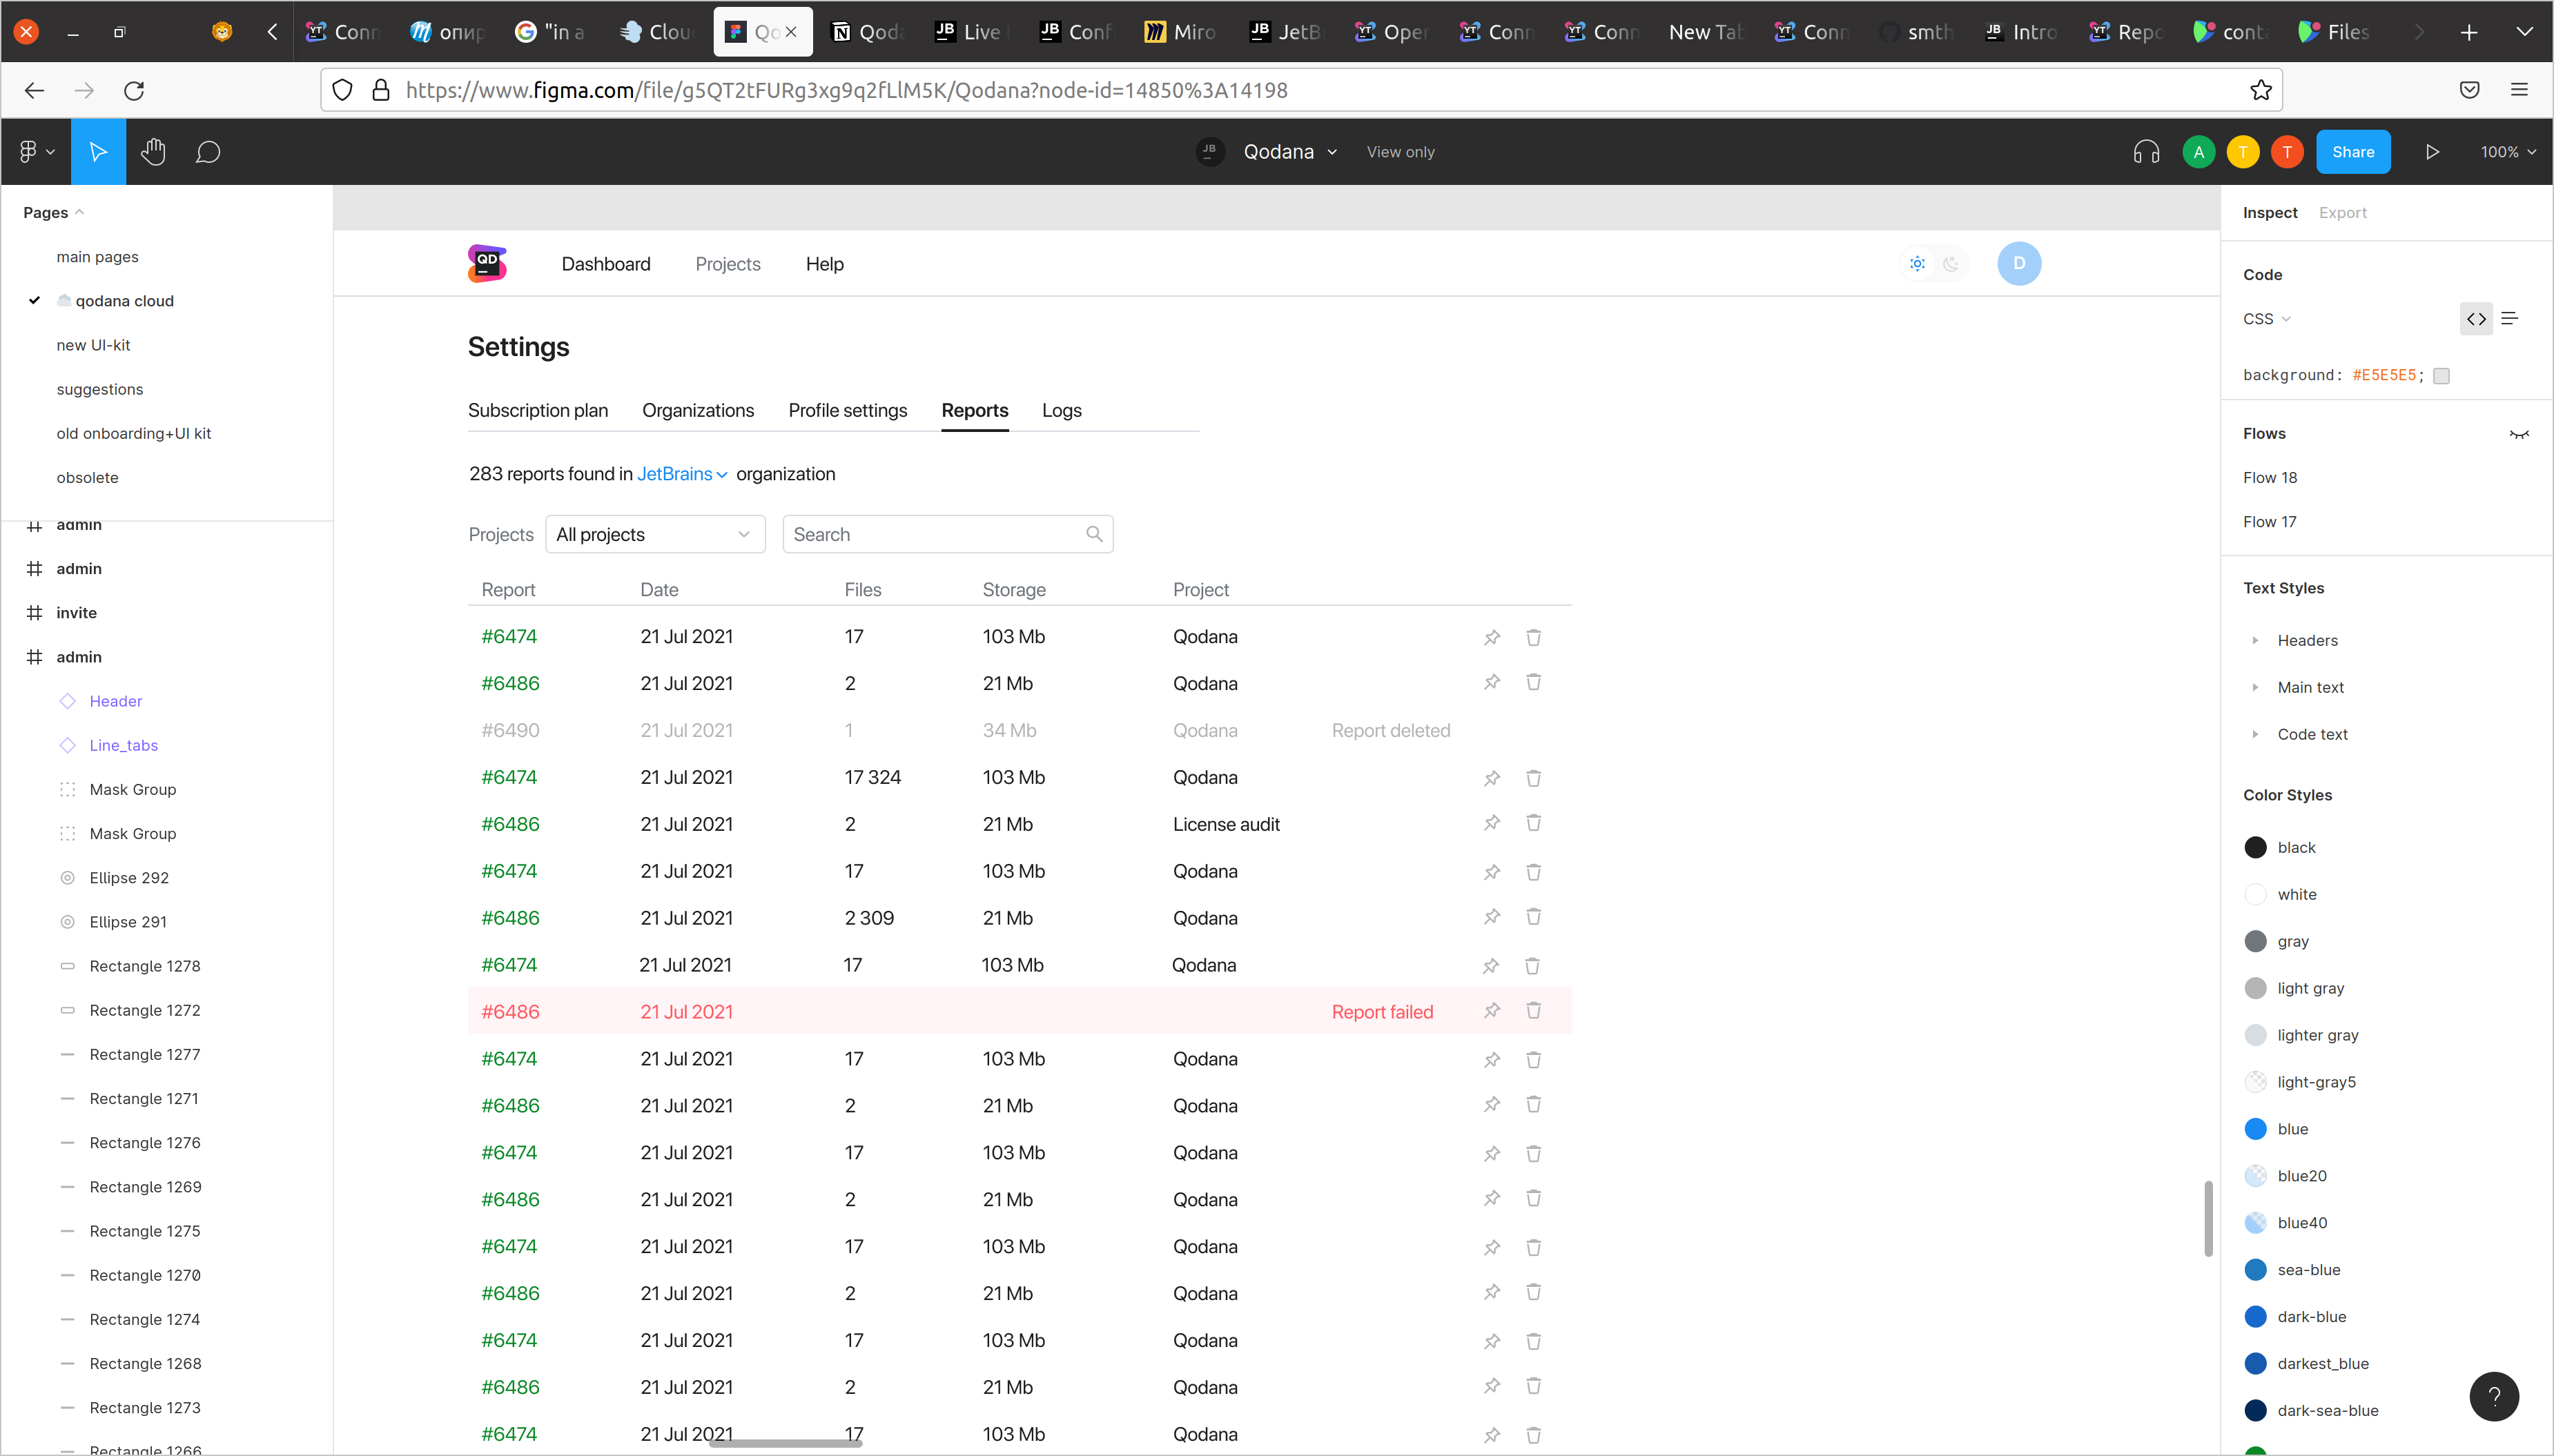 Conn
опир
"in a
Clou
Qo
Qoda
Live
Conf
Miro
JetB
Oper
Conn
Conn
New Tab
Conn
smth
Intro
Repo
conta
Files
https://www.figma.com/file/g5QT2tFURg3xg9q2fLlM5K/Qodana?node-id=14850%3A14198
JB Qodana View only
A T T Share 100%
Pages
main pages
qodana cloud
new UI-kit
suggestions
old onboarding+UI kit
obsolete
admin
admin
invite
admin
Header
Line_tabs
Mask Group
Mask Group
Ellipse 292
Ellipse 291
Rectangle 1278
Rectangle 1272
Rectangle 1277
Rectangle 1271
Rectangle 1276
Rectangle 1269
Rectangle 1275
Rectangle 1270
Rectangle 1274
Rectangle 1268
Rectangle 1273
Rectangle 1266
QD Dashboard Projects Help D
Settings
Subscription plan Organizations Profile settings Reports Logs
283 reports found in JetBrains organization
Projects All projects Search
Report Date Files Storage Project
#6474 21 Jul 2021 17 103 Mb Qodana
#6486 21 Jul 2021 2 21 Mb Qodana
#6490 21 Jul 2021 1 34 Mb Qodana Report deleted
#6474 21 Jul 2021 17 324 103 Mb Qodana
#6486 21 Jul 2021 2 21 Mb License audit
#6474 21 Jul 2021 17 103 Mb Qodana
#6486 21 Jul 2021 2 309 21 Mb Qodana
#6474 21 Jul 2021 17 103 Mb Qodana
#6486 21 Jul 2021 Report failed
#6474 21 Jul 2021 17 103 Mb Qodana
#6486 21 Jul 2021 2 21 Mb Qodana
#6474 21 Jul 2021 17 103 Mb Qodana
#6486 21 Jul 2021 2 21 Mb Qodana
#6474 21 Jul 2021 17 103 Mb Qodana
#6486 21 Jul 2021 2 21 Mb Qodana
#6474 21 Jul 2021 17 103 Mb Qodana
#6486 21 Jul 2021 2 21 Mb Qodana
#6474 21 Jul 2021 17 103 Mb Qodana
Inspect Export
Code
CSS
background: #E5E5E5;
Flows
Flow 18
Flow 17
Text Styles
Headers
Main text
Code text
Color Styles
black
white
gray
light gray
lighter gray
light-gray5
blue
blue20
blue40
sea-blue
dark-blue
darkest_blue
dark-sea-blue
?